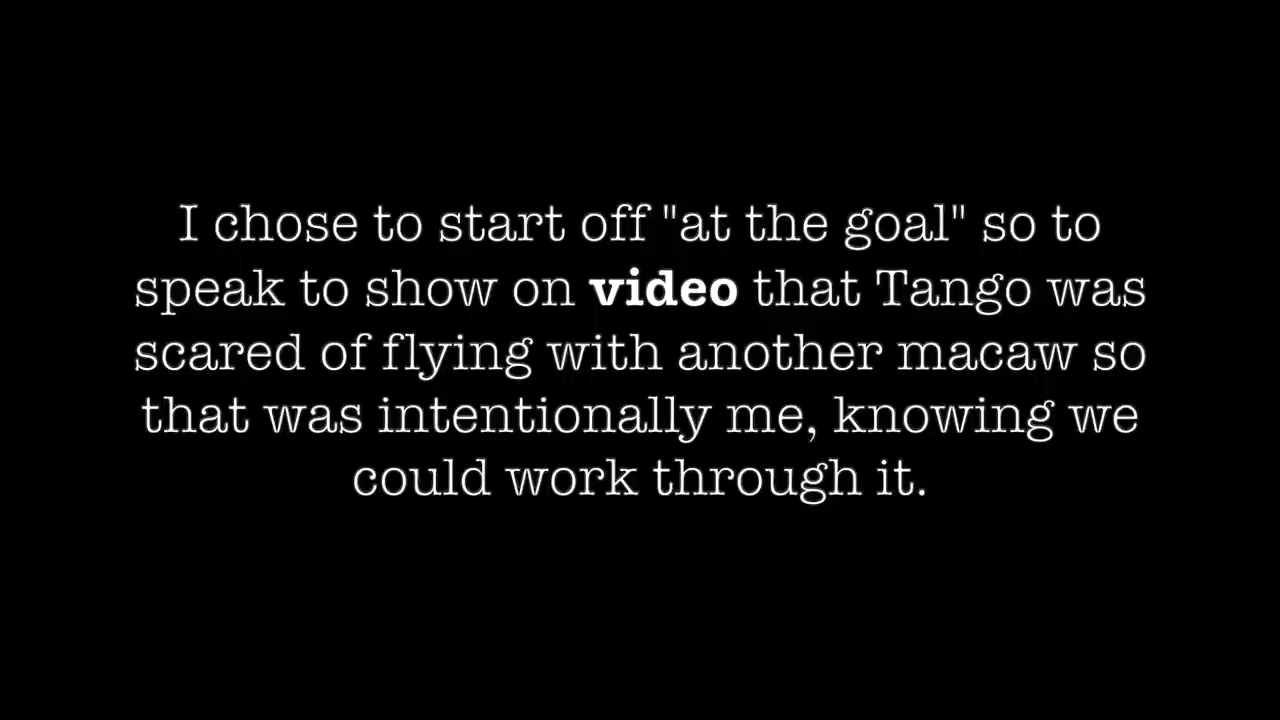 I chose to start off "at the goal" so to
speak to show on video that Tango was
scared of flying with another macaw so
that was intentionally me, knowing we
could work through it.